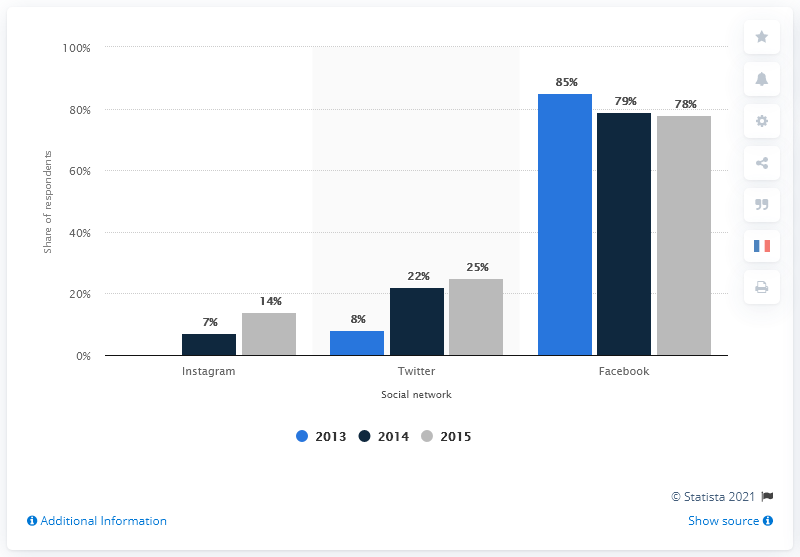 100%
80%
60%
40%
20%
0%
Share of respondents
7%
14%
8%
22%
25%
85%
79%
78%
Instagram
Twitter
Facebook
Social network
2013
2014
2015
© Statista 2021
Additional Information
Show source